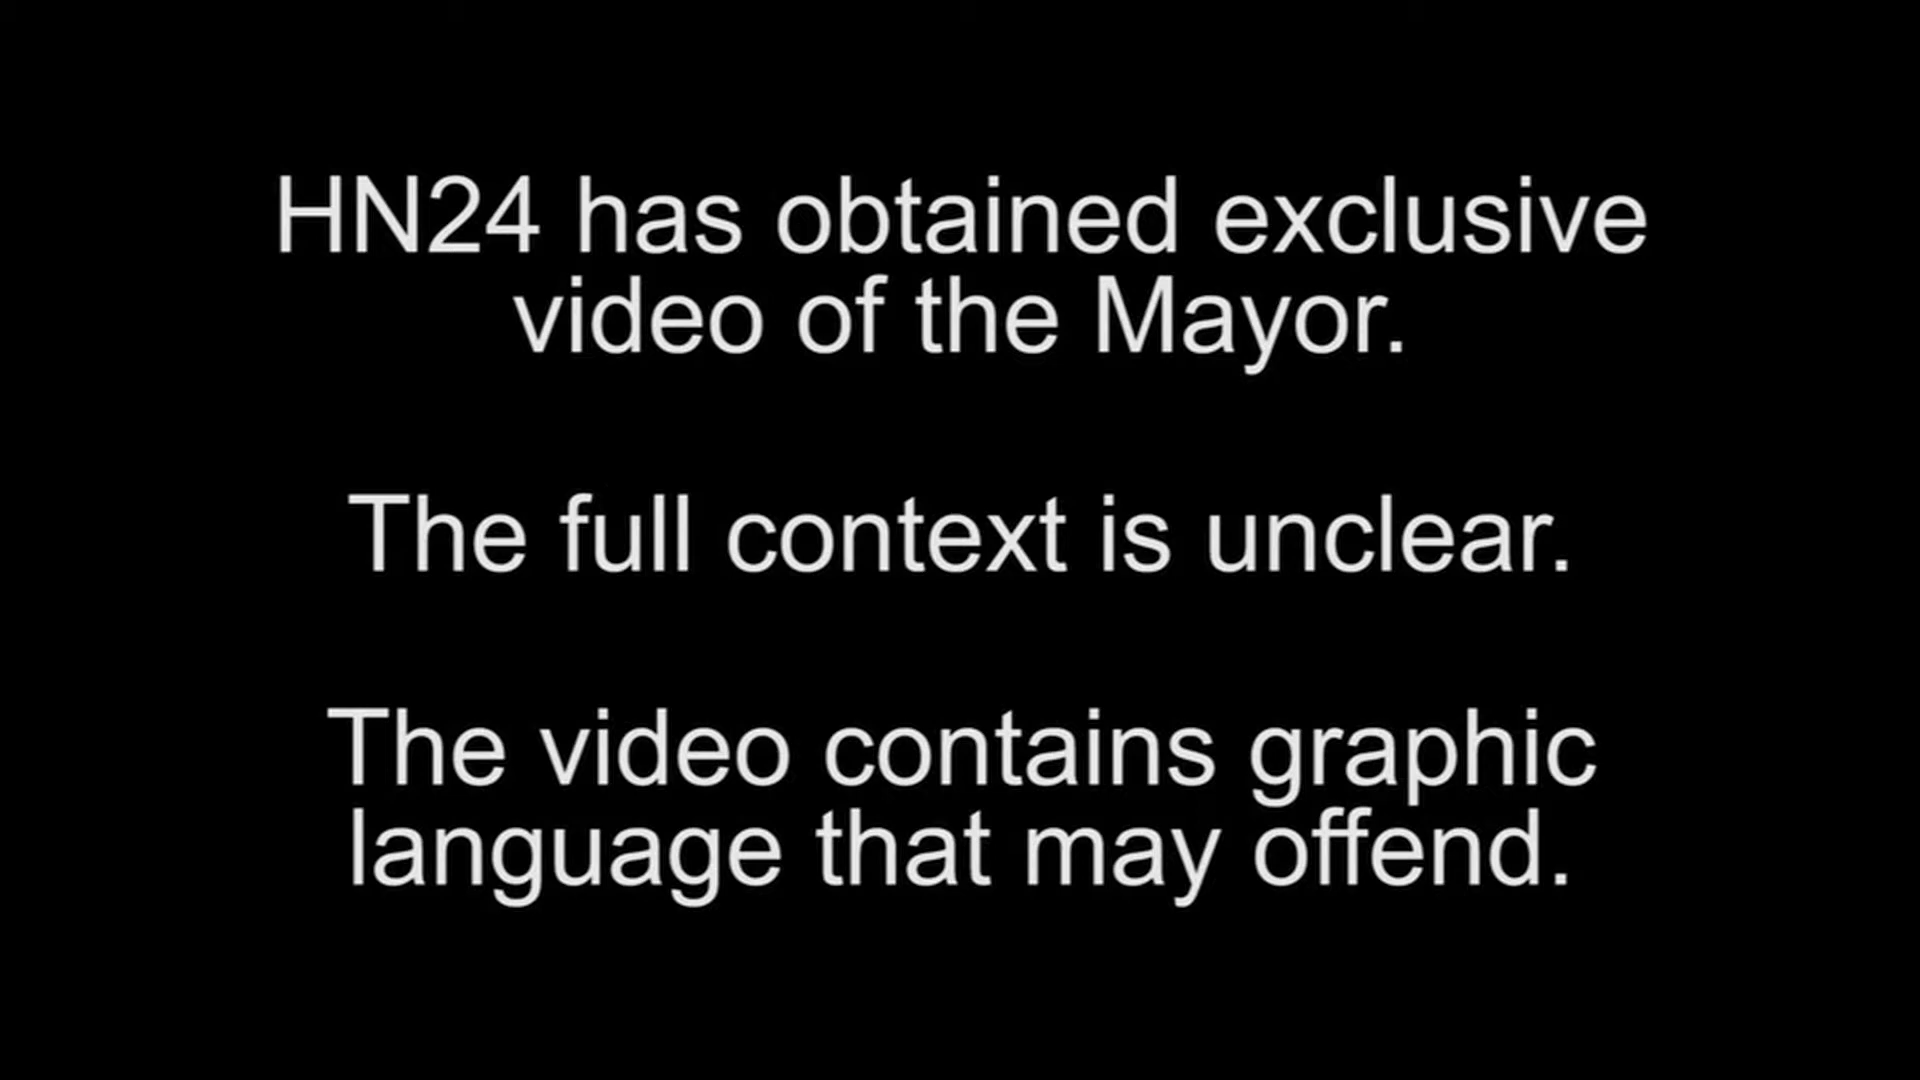 HN24 has obtained exclusive
video of the Mayor.
The full context is unclear.
The video contains graphic
language that may offend.